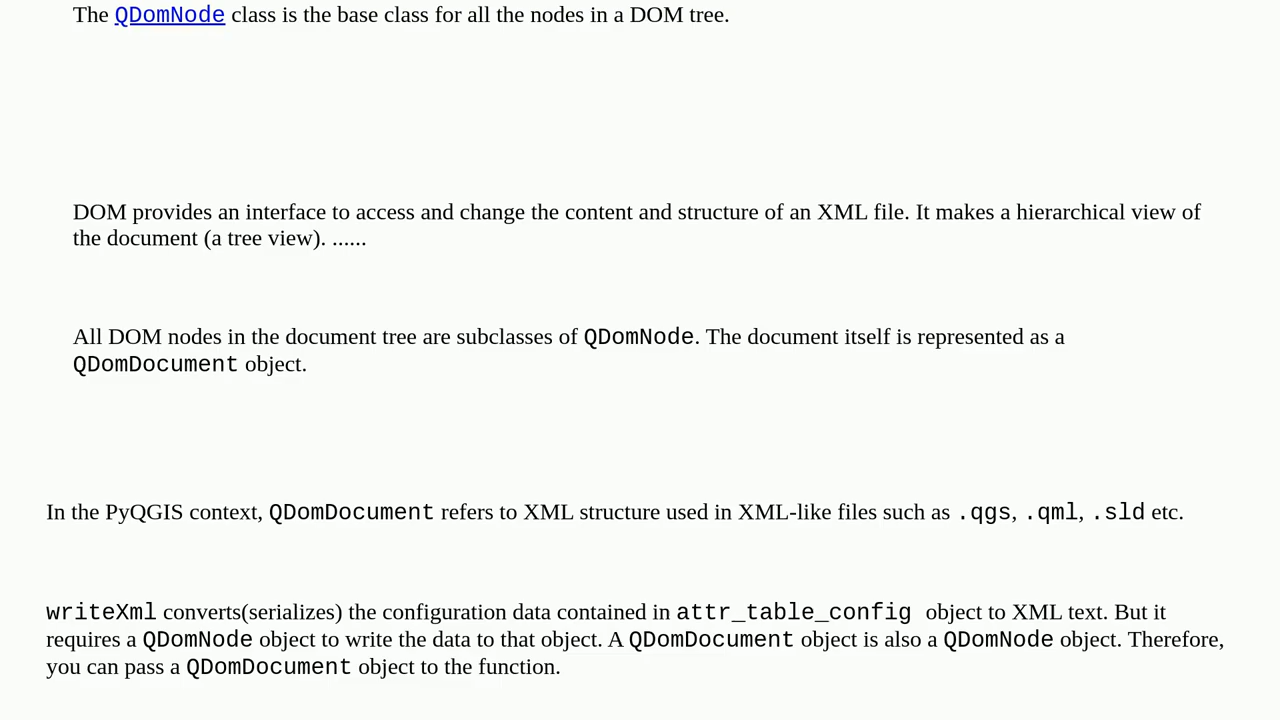 The QDomNode class is the base class for all the nodes in a DOM tree.
DOM provides an interface to access and change the content and structure of an XML file. It makes a hierarchical view of
the document (a tree view). ......
All DOM nodes in the document tree are subclasses of QDomNode. The document itself is represented as a
QDomDocument object.
In the PyQGIS context, QDomDocument refers to XML structure used in XML-like files such as .qgs, .qml, .sld etc.
writeXml converts(serializes) the configuration data contained in attr_table_config object to XML text. But it
requires a QDomNode object to write the data to that object. A QDomDocument object is also a QDomNode object. Therefore,
you can pass a QDomDocument object to the function.